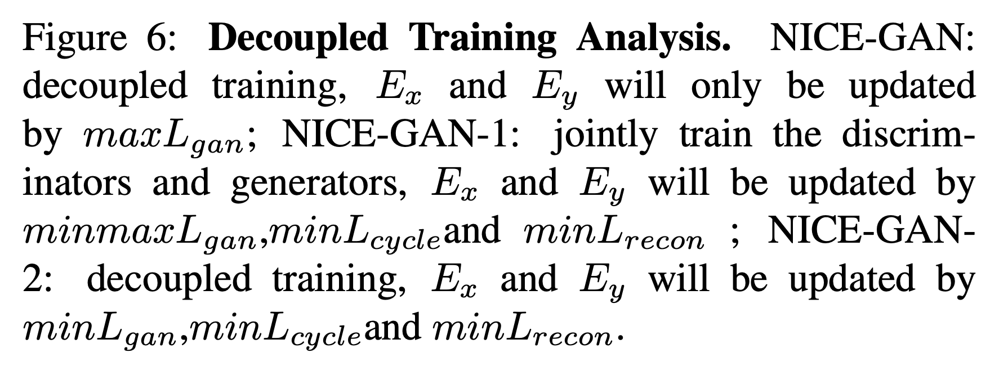 Figure 6: Decoupled Training Analysis. NICE-GAN:
decoupled training, $E_x$ and $E_y$ will only be updated
by $maxL_{gan}$; NICE-GAN-1: jointly train the discrim-
inators and generators, $E_x$ and $E_y$ will be updated by
$minmaxL_{gan}$,$minL_{cycle}$and $minL_{recon}$ ; NICE-GAN-
2: decoupled training, $E_x$ and $E_y$ will be updated by
$minL_{gan}$,$minL_{cycle}$and $minL_{recon}$.